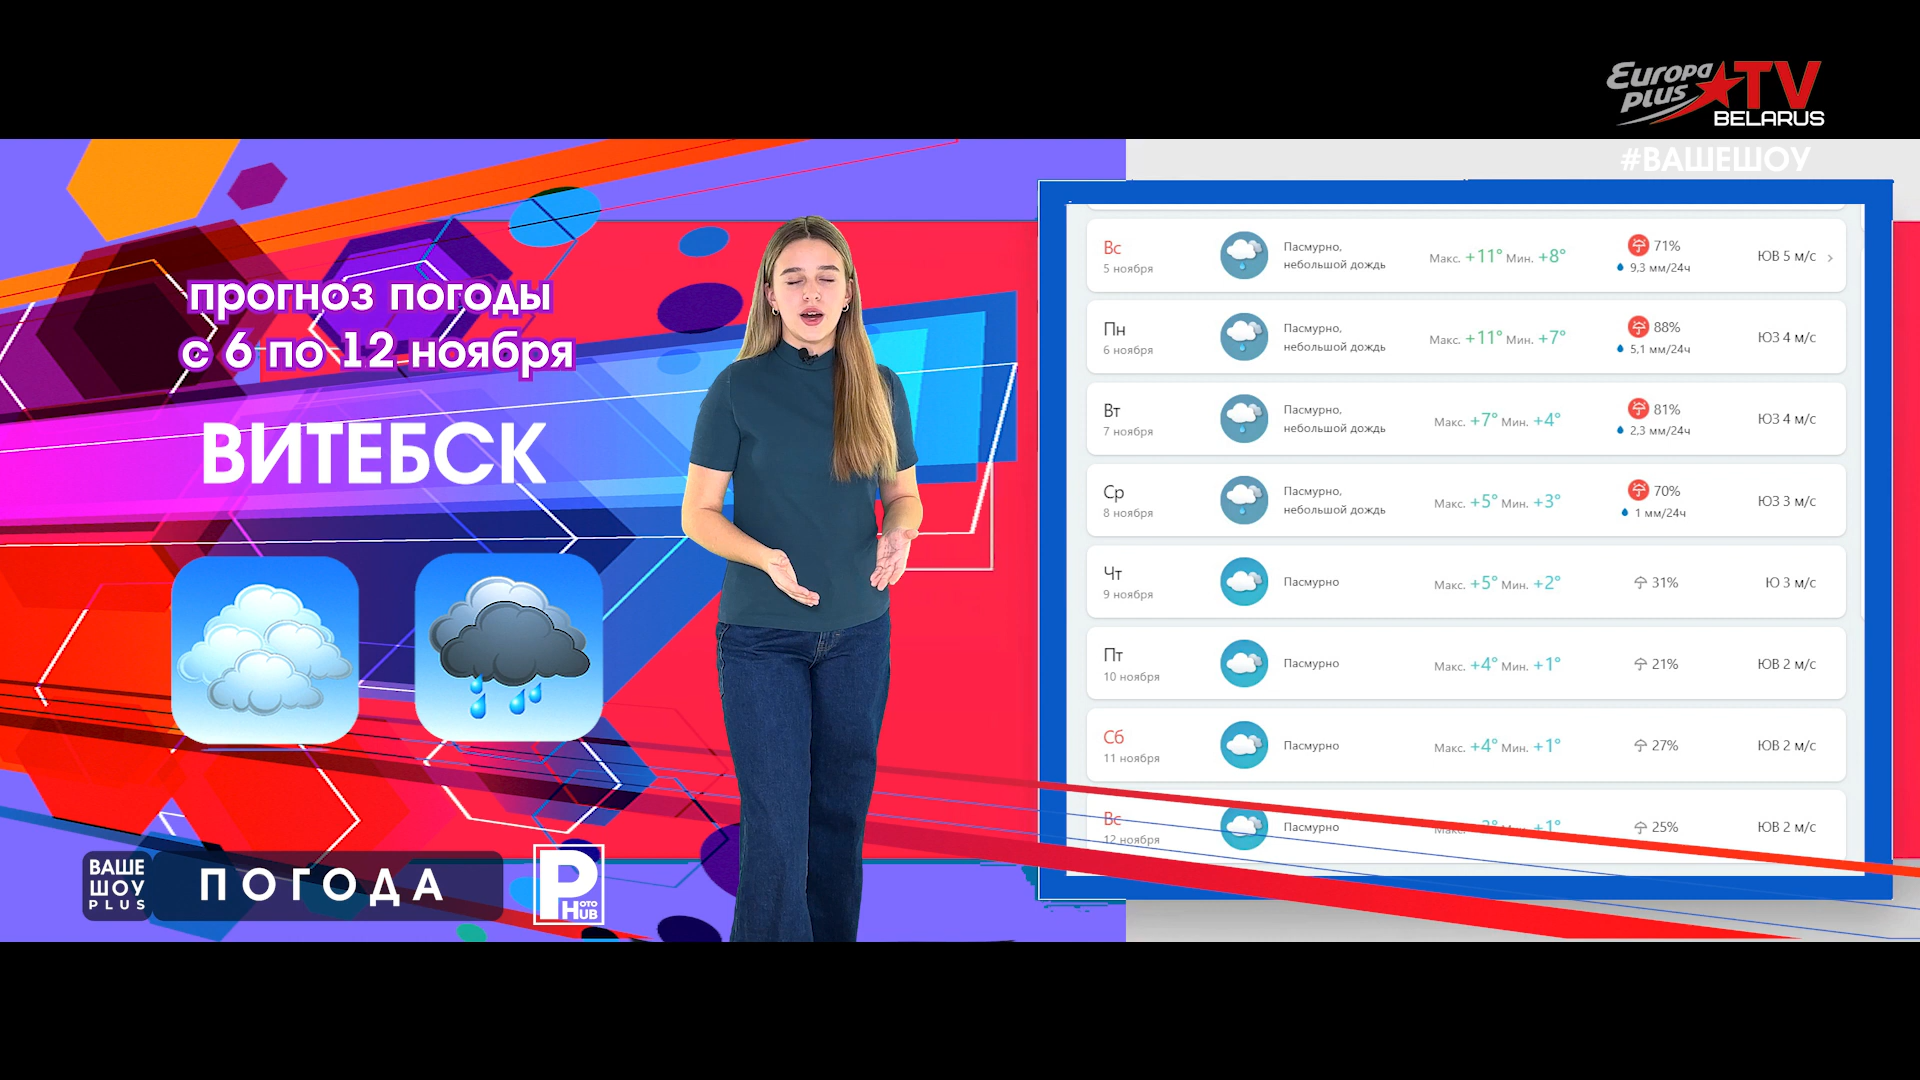 Europa
plus TV
BELARUS
#ВАШЕШОУ
прогноз погоды
с 6 по 12 ноября
ВИТЕБСК
Вс
5 ноября
Пасмурно,
небольшой дождь
Макс. +11° Мин. +8°
71%
9,3 мм/24ч
ЮВ 5 м/с
Пн
6 ноября
Пасмурно,
небольшой дождь
Макс. +11° Мин. +7°
88%
5,1 мм/24ч
ЮЗ 4 м/с
Вт
7 ноября
Пасмурно,
небольшой дождь
Макс. +7° Мин. +4°
81%
2,3 мм/24ч
ЮЗ 4 м/с
Ср
8 ноября
Пасмурно,
небольшой дождь
Макс. +5° Мин. +3°
70%
1 мм/24ч
ЮЗ 3 м/с
Чт
9 ноября
Пасмурно
Макс. +5° Мин. +2°
31%
Ю 3 м/с
Пт
10 ноября
Пасмурно
Макс. +4° Мин. +1°
21%
ЮВ 2 м/с
Сб
11 ноября
Пасмурно
Макс. +4° Мин. +1°
27%
ЮВ 2 м/с
Вс
12 ноября
Пасмурно
+1°
25%
ЮВ 2 м/с
ВАШЕ
ШОУ
PLUS
ПОГОДА
PHOTO
HUB